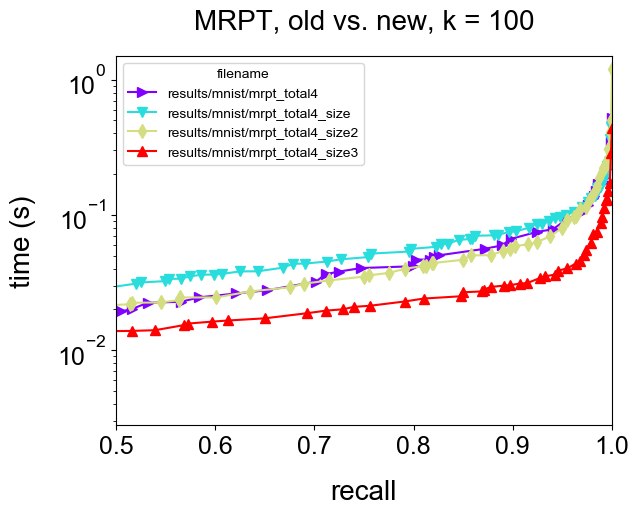 MRPT, old vs. new, k = 100
filename
results/mnist/mrpt_total4
results/mnist/mrpt_total4_size
results/mnist/mrpt_total4_size2
results/mnist/mrpt_total4_size3
time (s)
10^0
10^−1
10^−2
0.5 0.6 0.7 0.8 0.9 1.0
recall